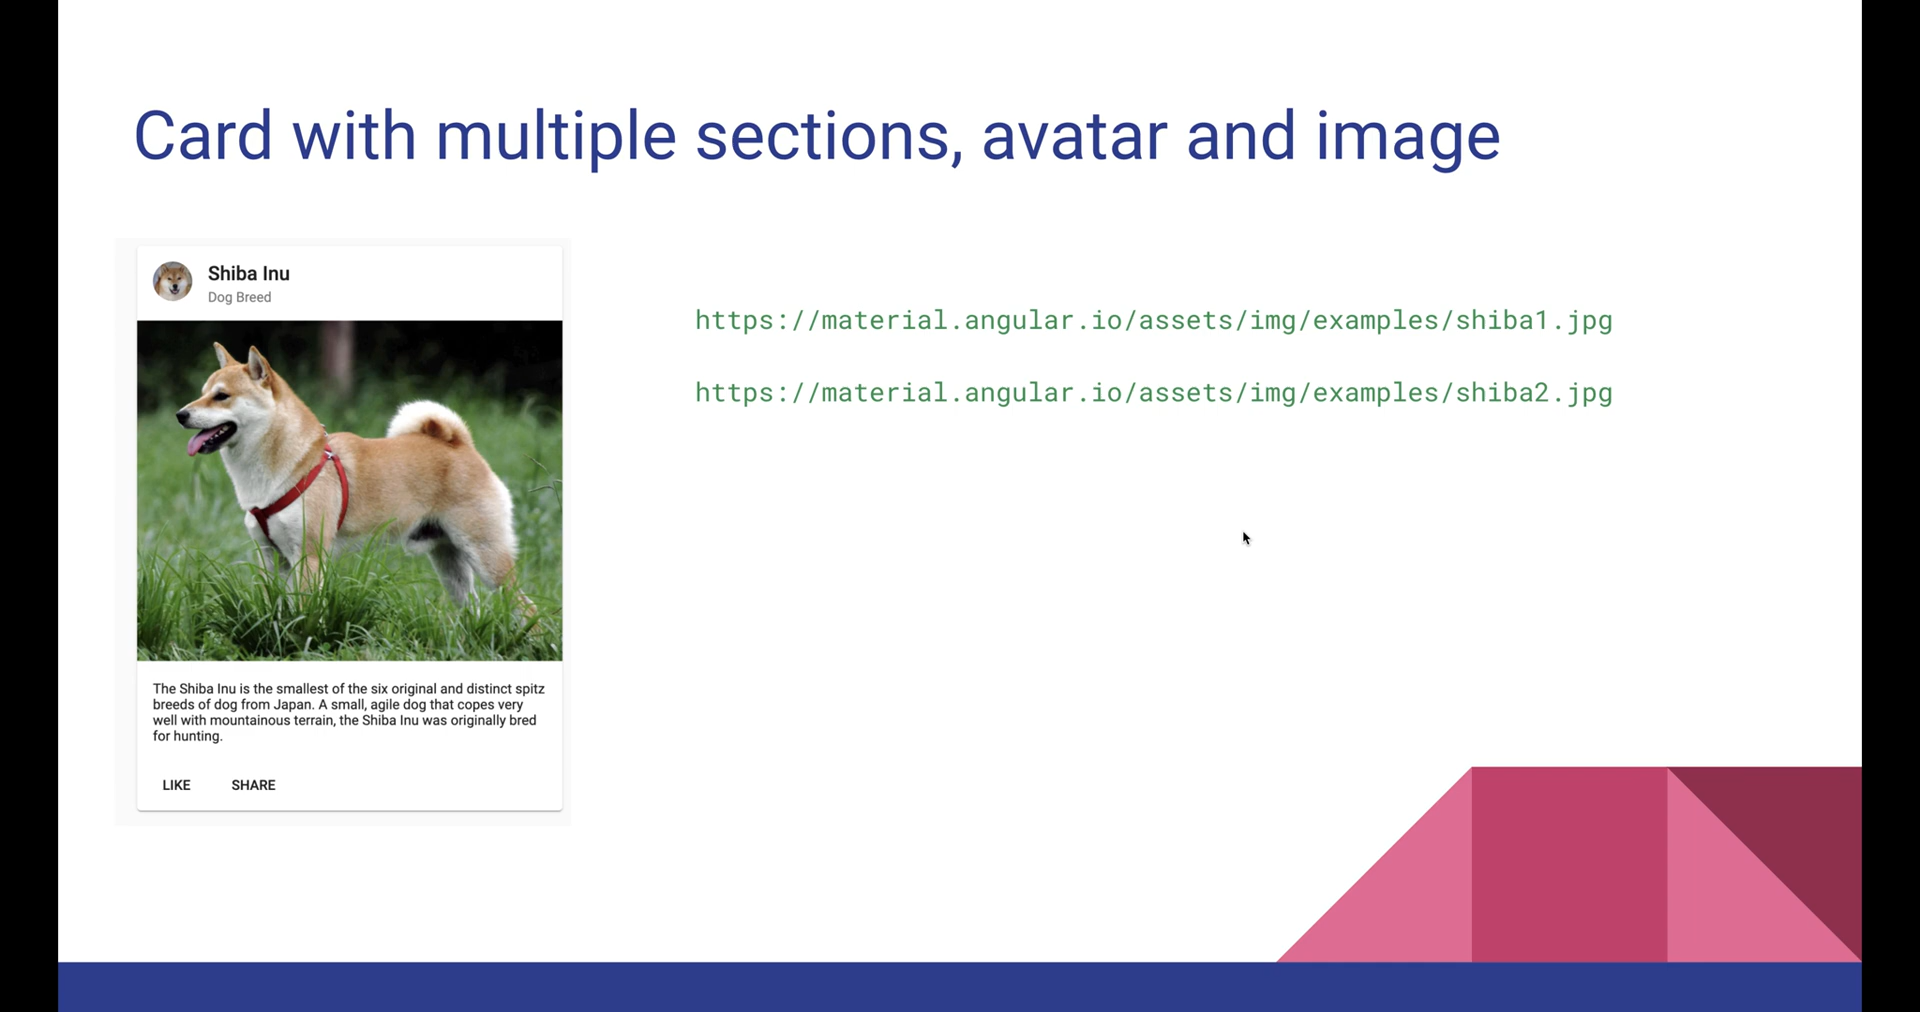 Card with multiple sections, avatar and image
Shiba Inu
Dog Breed
https://material.angular.io/assets/img/examples/shiba1.jpg
https://material.angular.io/assets/img/examples/shiba2.jpg
The Shiba Inu is the smallest of the six original and distinct spitz
breeds of dog from Japan. A small, agile dog that copes very
well with mountainous terrain, the Shiba Inu was originally bred
for hunting.
LIKE SHARE